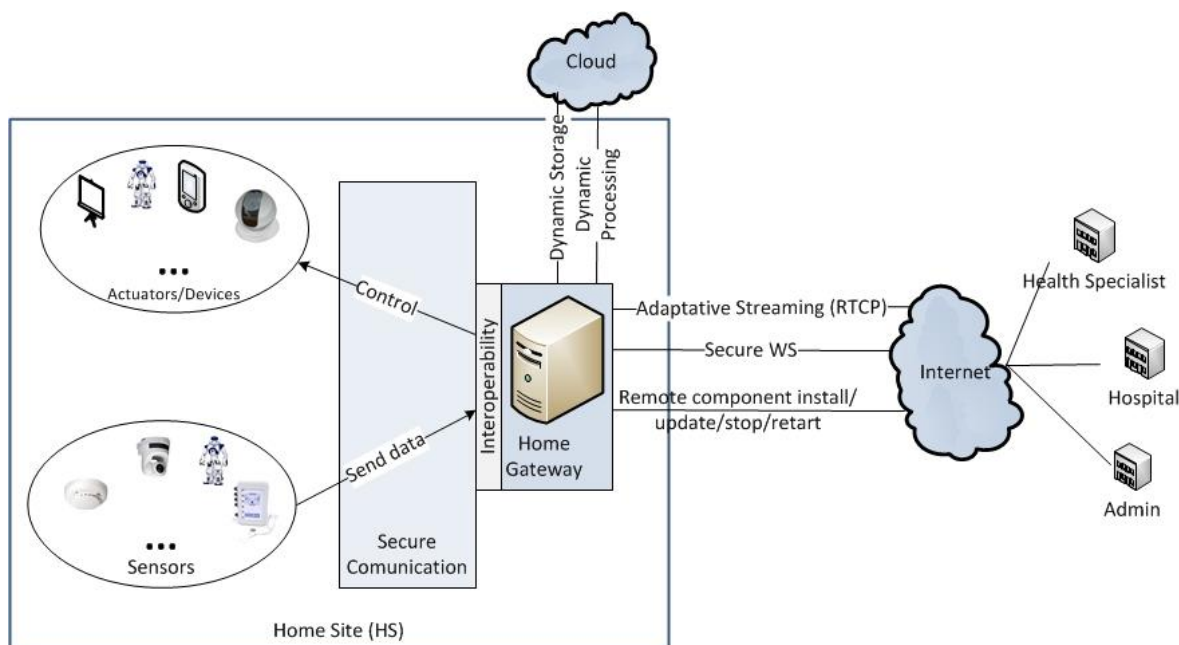 Cloud
Dynamic Storage
Dynamic
Processing
•••
Actuators/Devices
Control
Interoperability
Home
Gateway
Send data
•••
Sensors
Secure
Comunication
Home Site (HS)
Adaptative Streaming (RTCP)
Secure WS
Remote component install/
update/stop/retart
Internet
Health Specialist
Hospital
Admin